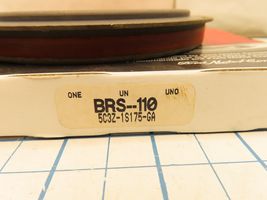 ONE UN UNO
BRS--110
5C3Z-1S175-GA